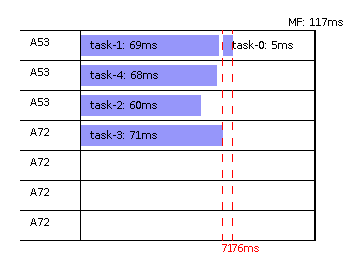 MF: 117ms
A53 task-1: 69ms task-0: 5ms
A53 task-4: 68ms
A53 task-2: 60ms
A72 task-3: 71ms
A72
A72
A72
7176ms